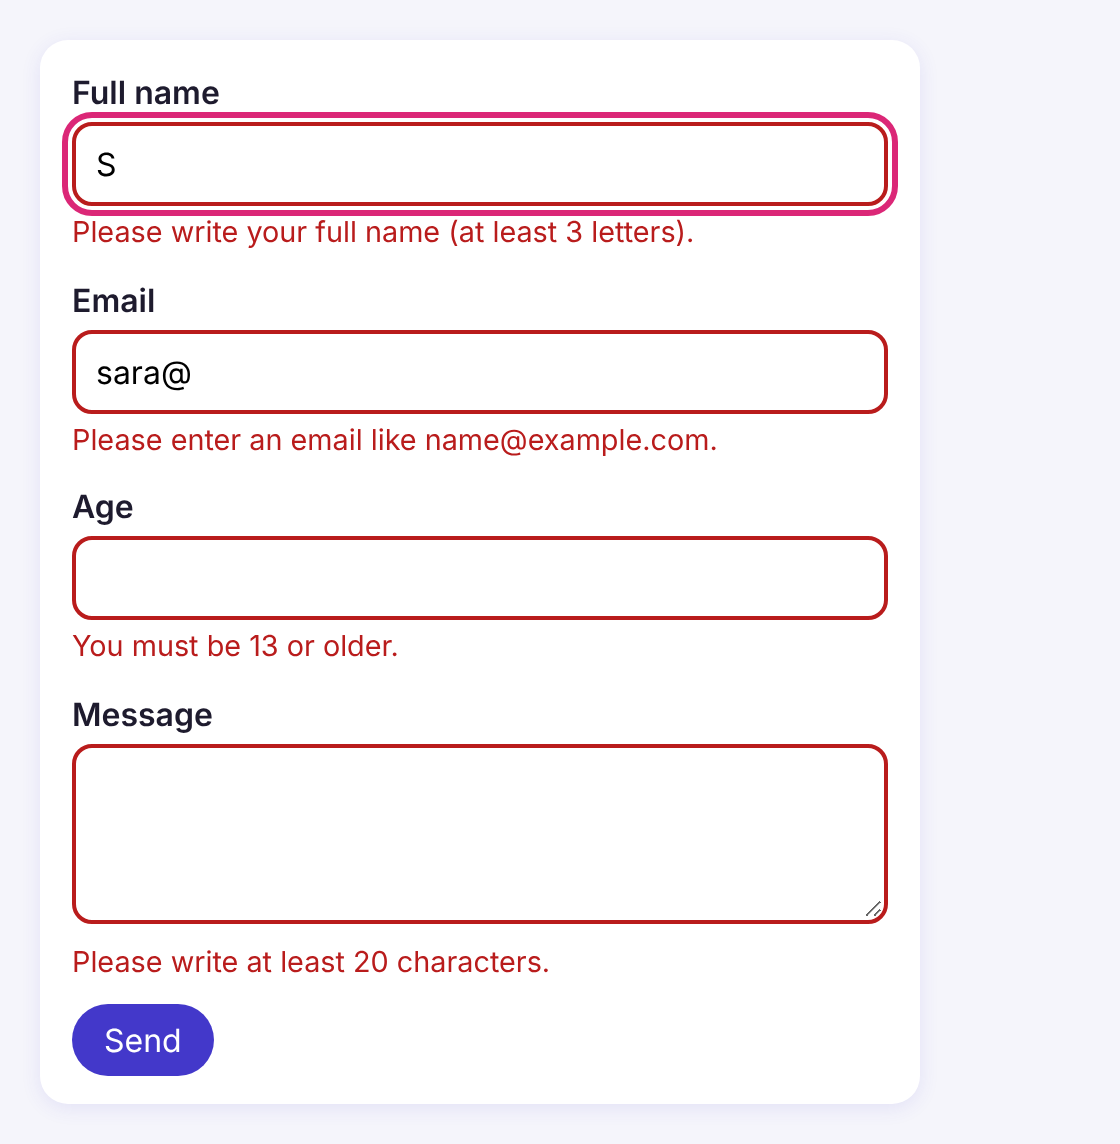 Full name
S
Please write your full name (at least 3 letters).
Email
sara@
Please enter an email like name@example.com.
Age
You must be 13 or older.
Message
Please write at least 20 characters.
Send